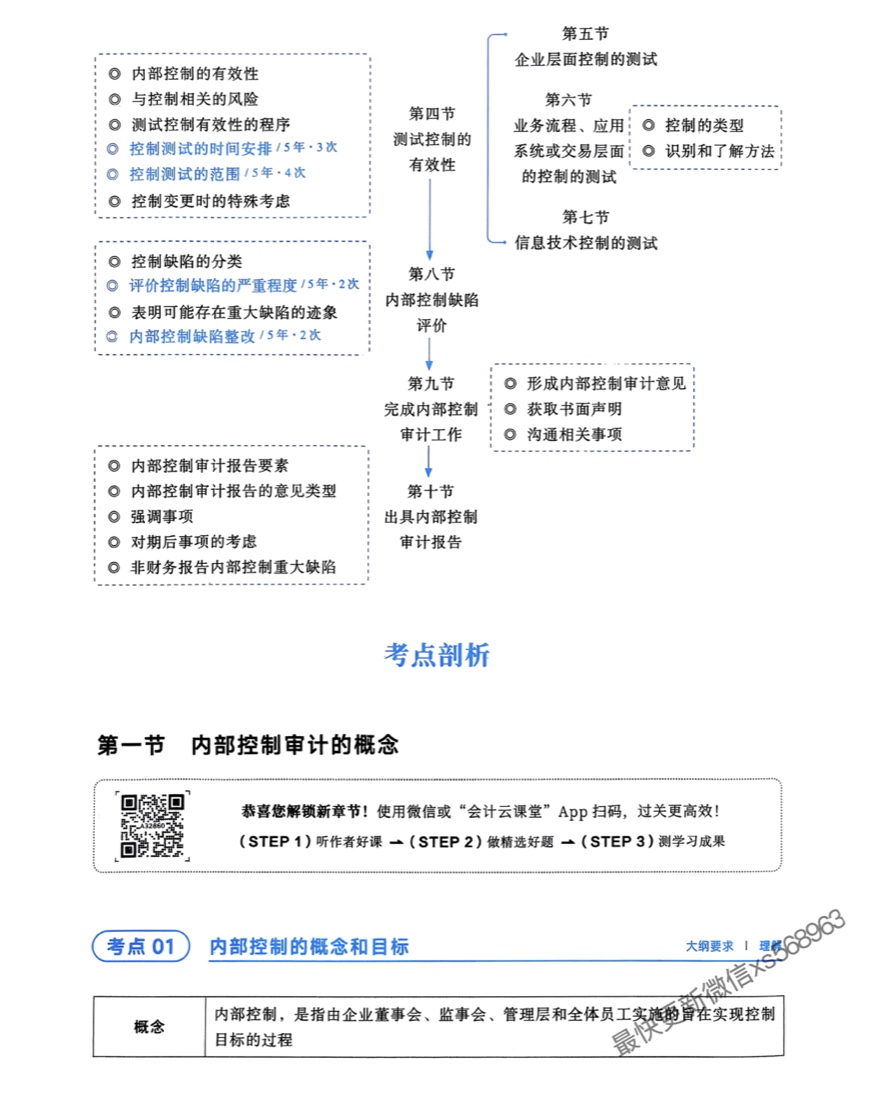 ◎ 内部控制的有效性
◎ 与控制相关的风险
◎ 测试控制有效性的程序
◎ 控制测试的时间安排 / 5年·3次
◎ 控制测试的范围 / 5年·4次
◎ 控制变更时的特殊考虑
第四节
测试控制的
有效性
第五节
企业层面控制的测试
第六节
业务流程、应用
系统或交易层面
的控制的测试
◎ 控制的类型
◎ 识别和了解方法
第七节
信息技术控制的测试
◎ 控制缺陷的分类
◎ 评价控制缺陷的严重程度 / 5年·2次
◎ 表明可能存在重大缺陷的迹象
◎ 内部控制缺陷整改 / 5年·2次
第八节
内部控制缺陷
评价
第九节
完成内部控制
审计工作
◎ 形成内部控制审计意见
◎ 获取书面声明
◎ 沟通相关事项
◎ 内部控制审计报告要素
◎ 内部控制审计报告的意见类型
◎ 强调事项
◎ 对期后事项的考虑
◎ 非财务报告内部控制重大缺陷
第十节
出具内部控制
审计报告
考点剖析
第一节 内部控制审计的概念
A32860
恭喜您解锁新章节！使用微信或“会计云课堂”App 扫码，过关更高效！
（STEP 1）听作者好课 ⇀（STEP 2）做精选好题 ⇀（STEP 3）测学习成果
考点 01 内部控制的概念和目标 大纲要求 | 理解
概念
内部控制，是指由企业董事会、监事会、管理层和全体员工实施的旨在实现控制
目标的过程
最快更新微信xs568963